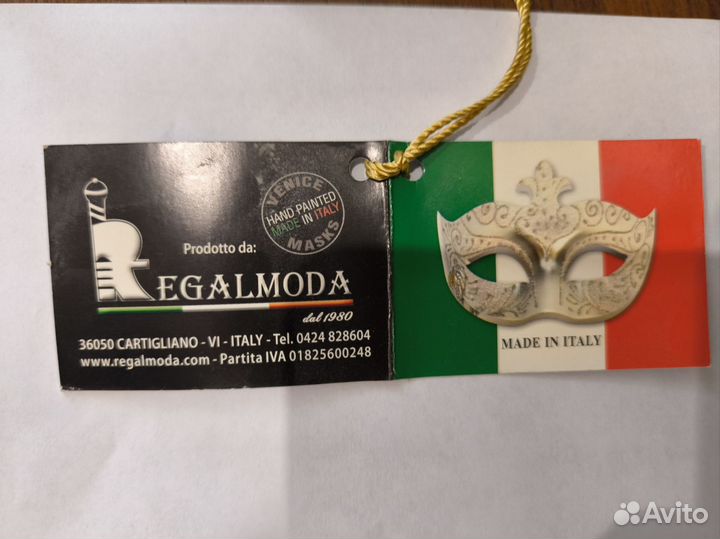 VENICE
HAND PAINTED
MADE IN ITALY
MASKS
Prodotto da:
REGALMODA
dal 1980
36050 CARTIGLIANO - VI - ITALY - Tel. 0424 828604
www.regalmoda.com - Partita IVA 01825600248
MADE IN ITALY
Avito